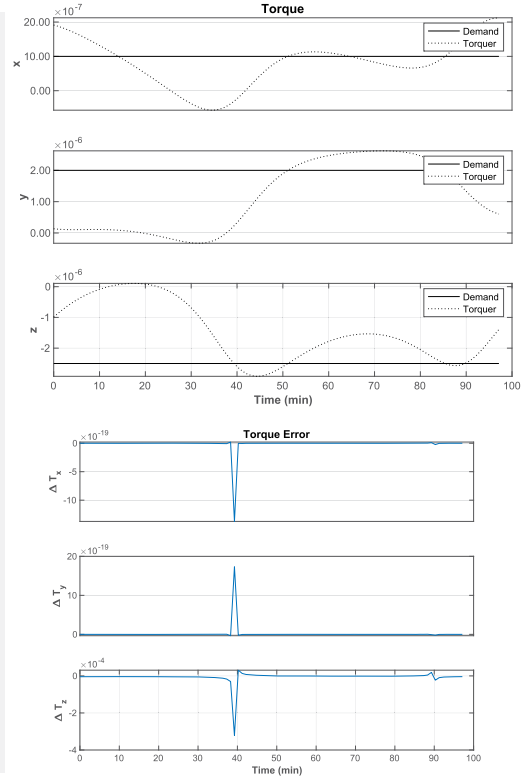 Torque
×10⁻⁷
20.00
10.00
0.00
x
Demand
Torquer
×10⁻⁶
2.00
1.00
0.00
y
Demand
Torquer
×10⁻⁶
0
-1
-2
z
Demand
Torquer
0 10 20 30 40 50 60 70 80 90 100
Time (min)
Torque Error
×10⁻¹⁹
0
-5
-10
Δ Tₓ
×10⁻¹⁹
20
10
0
Δ T_y
×10⁻⁴
0
-2
-4
Δ T_z
0 10 20 30 40 50 60 70 80 90 100
Time (min)